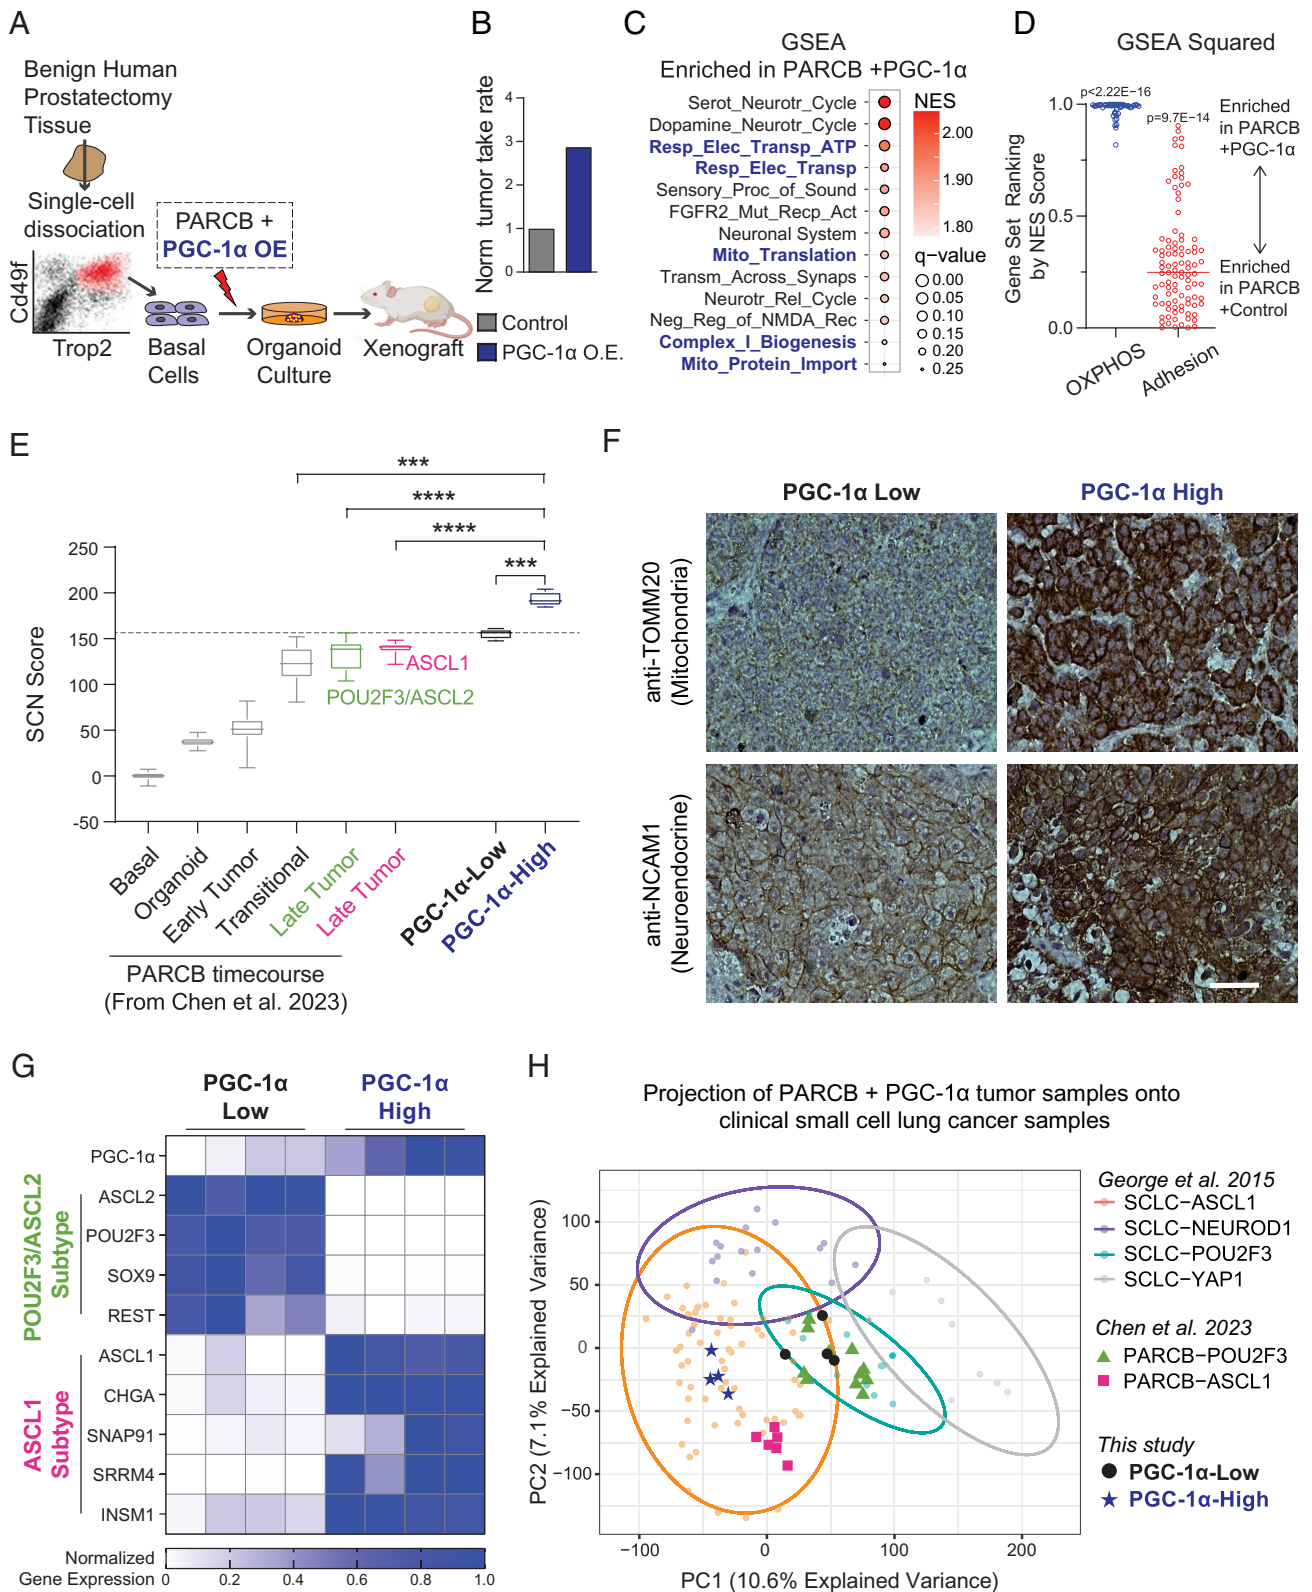 A
Benign Human
Prostatectomy
Tissue
Single-cell
dissociation
PARCB +
PGC-1α OE
Cd49f
Trop2
Basal
Cells
Organoid
Culture
Xenograft
B
Norm tumor take rate
4
3
2
1
0
Control
PGC-1α O.E.
C
GSEA
Enriched in PARCB +PGC-1α
Serot_Neurotr_Cycle
Dopamine_Neurotr_Cycle
Resp_Elec_Transp_ATP
Resp_Elec_Transp
Sensory_Proc_of_Sound
FGFR2_Mut_Recp_Act
Neuronal System
Mito_Translation
Transm_Across_Synaps
Neurotr_Rel_Cycle
Neg_Reg_of_NMDA_Rec
Complex_I_Biogenesis
Mito_Protein_Import
NES
2.00
1.90
1.80
q−value
0.00
0.05
0.10
0.15
0.20
0.25
D
GSEA Squared
Gene Set Ranking
by NES Score
1.0
0.5
0.0
p<2.22E−16
p=9.7E−14
OXPHOS
Adhesion
Enriched
in PARCB
+PGC-1α
Enriched
in PARCB
+Control
E
SCN Score
250
200
150
100
50
0
-50
***
****
****
***
ASCL1
POU2F3/ASCL2
Basal
Organoid
Early Tumor
Transitional
Late Tumor
Late Tumor
PGC-1α-Low
PGC-1α-High
PARCB timecourse
(From Chen et al. 2023)
F
PGC-1α Low
PGC-1α High
anti-TOMM20
(Mitochondria)
anti-NCAM1
(Neuroendocrine)
G
PGC-1α
Low
PGC-1α
High
POU2F3/ASCL2
Subtype
ASCL1
Subtype
PGC-1α
ASCL2
POU2F3
SOX9
REST
ASCL1
CHGA
SNAP91
SRRM4
INSM1
Normalized
Gene Expression
0
0.2
0.4
0.6
0.8
1.0
H
Projection of PARCB + PGC-1α tumor samples onto
clinical small cell lung cancer samples
PC2 (7.1% Explained Variance)
100
50
0
−50
−100
−100
0
100
200
PC1 (10.6% Explained Variance)
George et al. 2015
SCLC−ASCL1
SCLC−NEUROD1
SCLC−POU2F3
SCLC−YAP1
Chen et al. 2023
PARCB−POU2F3
PARCB−ASCL1
This study
PGC-1α-Low
PGC-1α-High